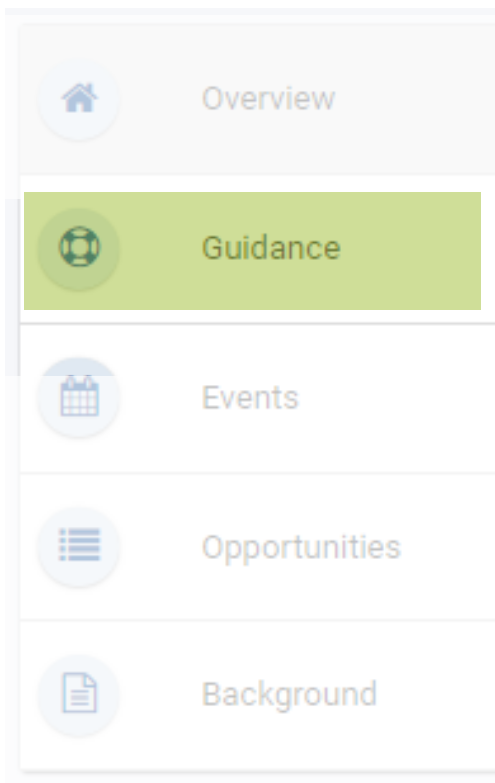 Overview
Guidance
Events
Opportunities
Background